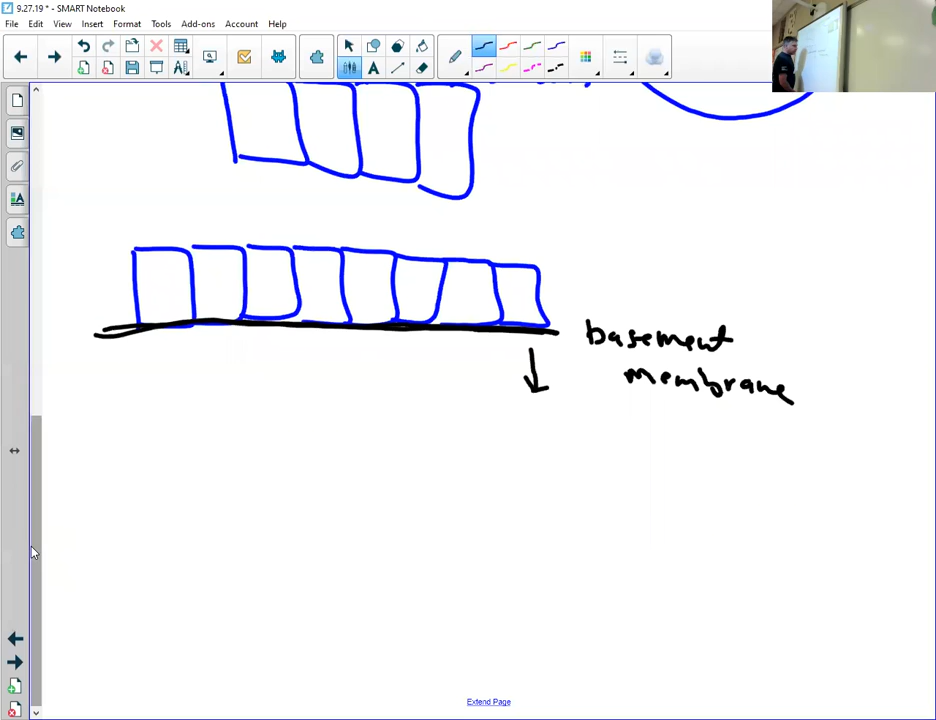 9.27.19 * - SMART Notebook
File Edit View Insert Format Tools Add-ons Account Help
basement
membrane
Extend Page